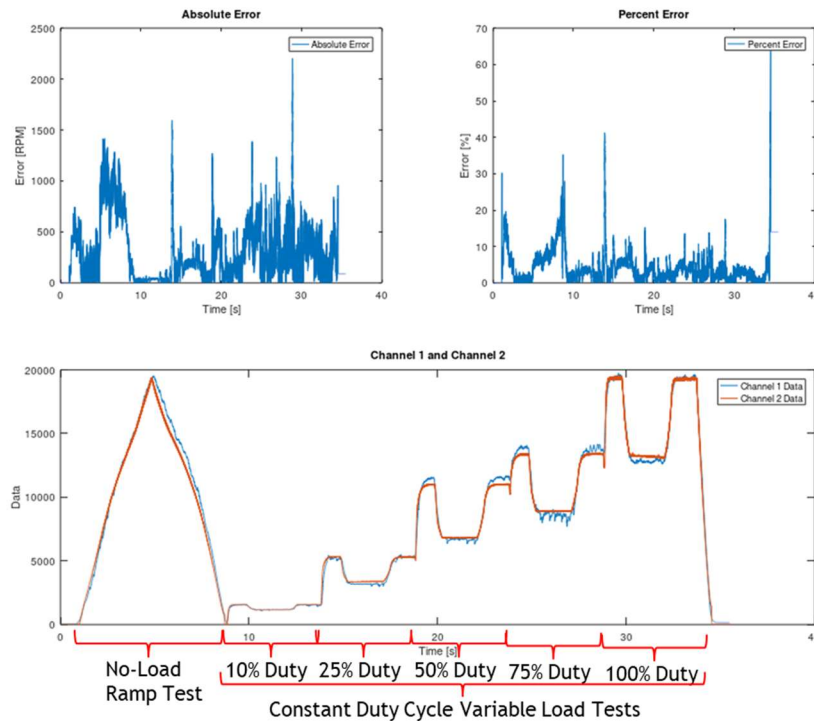 Absolute Error
2500
2000
1500
1000
500
0
Error [RPM]
Absolute Error
0 10 20 30 40
Time [s]
Percent Error
70
60
50
40
30
20
10
0
Error [%]
Percent Error
0 10 20 30
Time [s]
Channel 1 and Channel 2
20000
15000
10000
5000
0
Data
Channel 1 Data
Channel 2 Data
0 10 20 30
Time [s]
No-Load
Ramp Test
10% Duty 25% Duty 50% Duty 75% Duty 100% Duty
Constant Duty Cycle Variable Load Tests